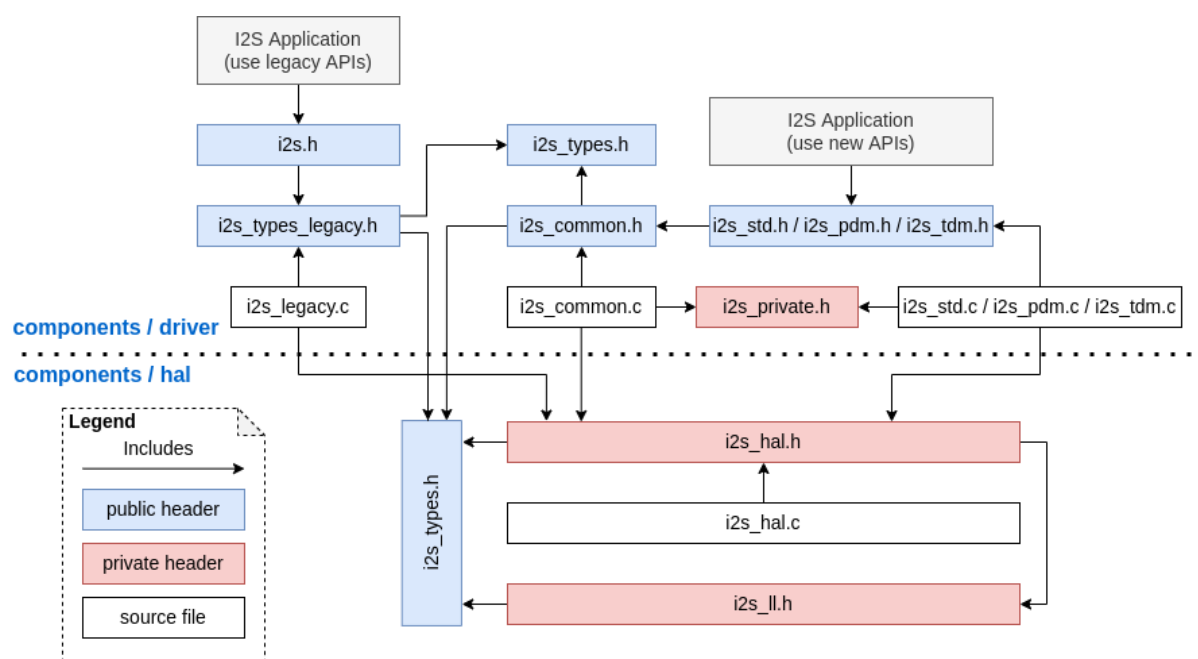 I2S Application
(use legacy APIs)
I2S Application
(use new APIs)
i2s.h
i2s_types.h
i2s_types_legacy.h
i2s_common.h
i2s_std.h / i2s_pdm.h / i2s_tdm.h
i2s_legacy.c
i2s_common.c
i2s_private.h
i2s_std.c / i2s_pdm.c / i2s_tdm.c
components / driver
components / hal
Legend
Includes
public header
private header
source file
i2s_types.h
i2s_hal.h
i2s_hal.c
i2s_ll.h